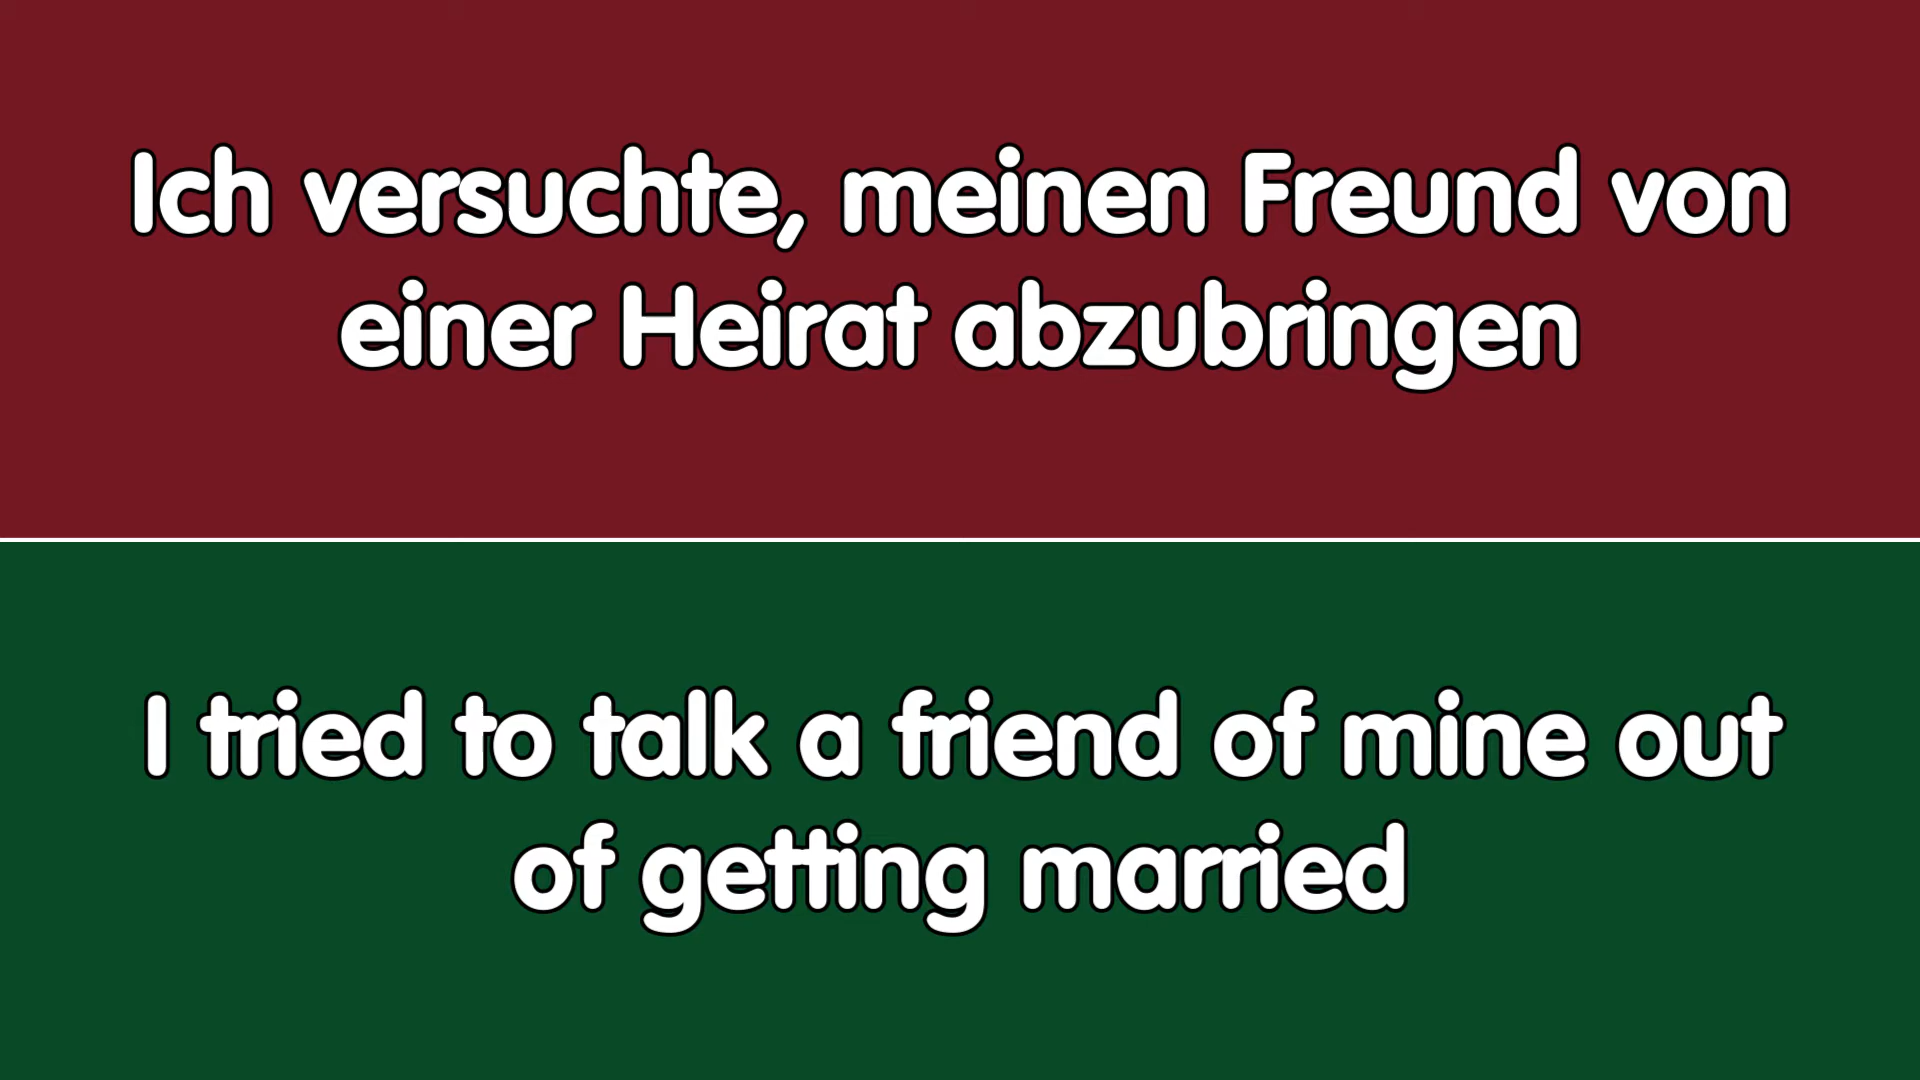 Ich versuchte, meinen Freund von
einer Heirat abzubringen
I tried to talk a friend of mine out
of getting married